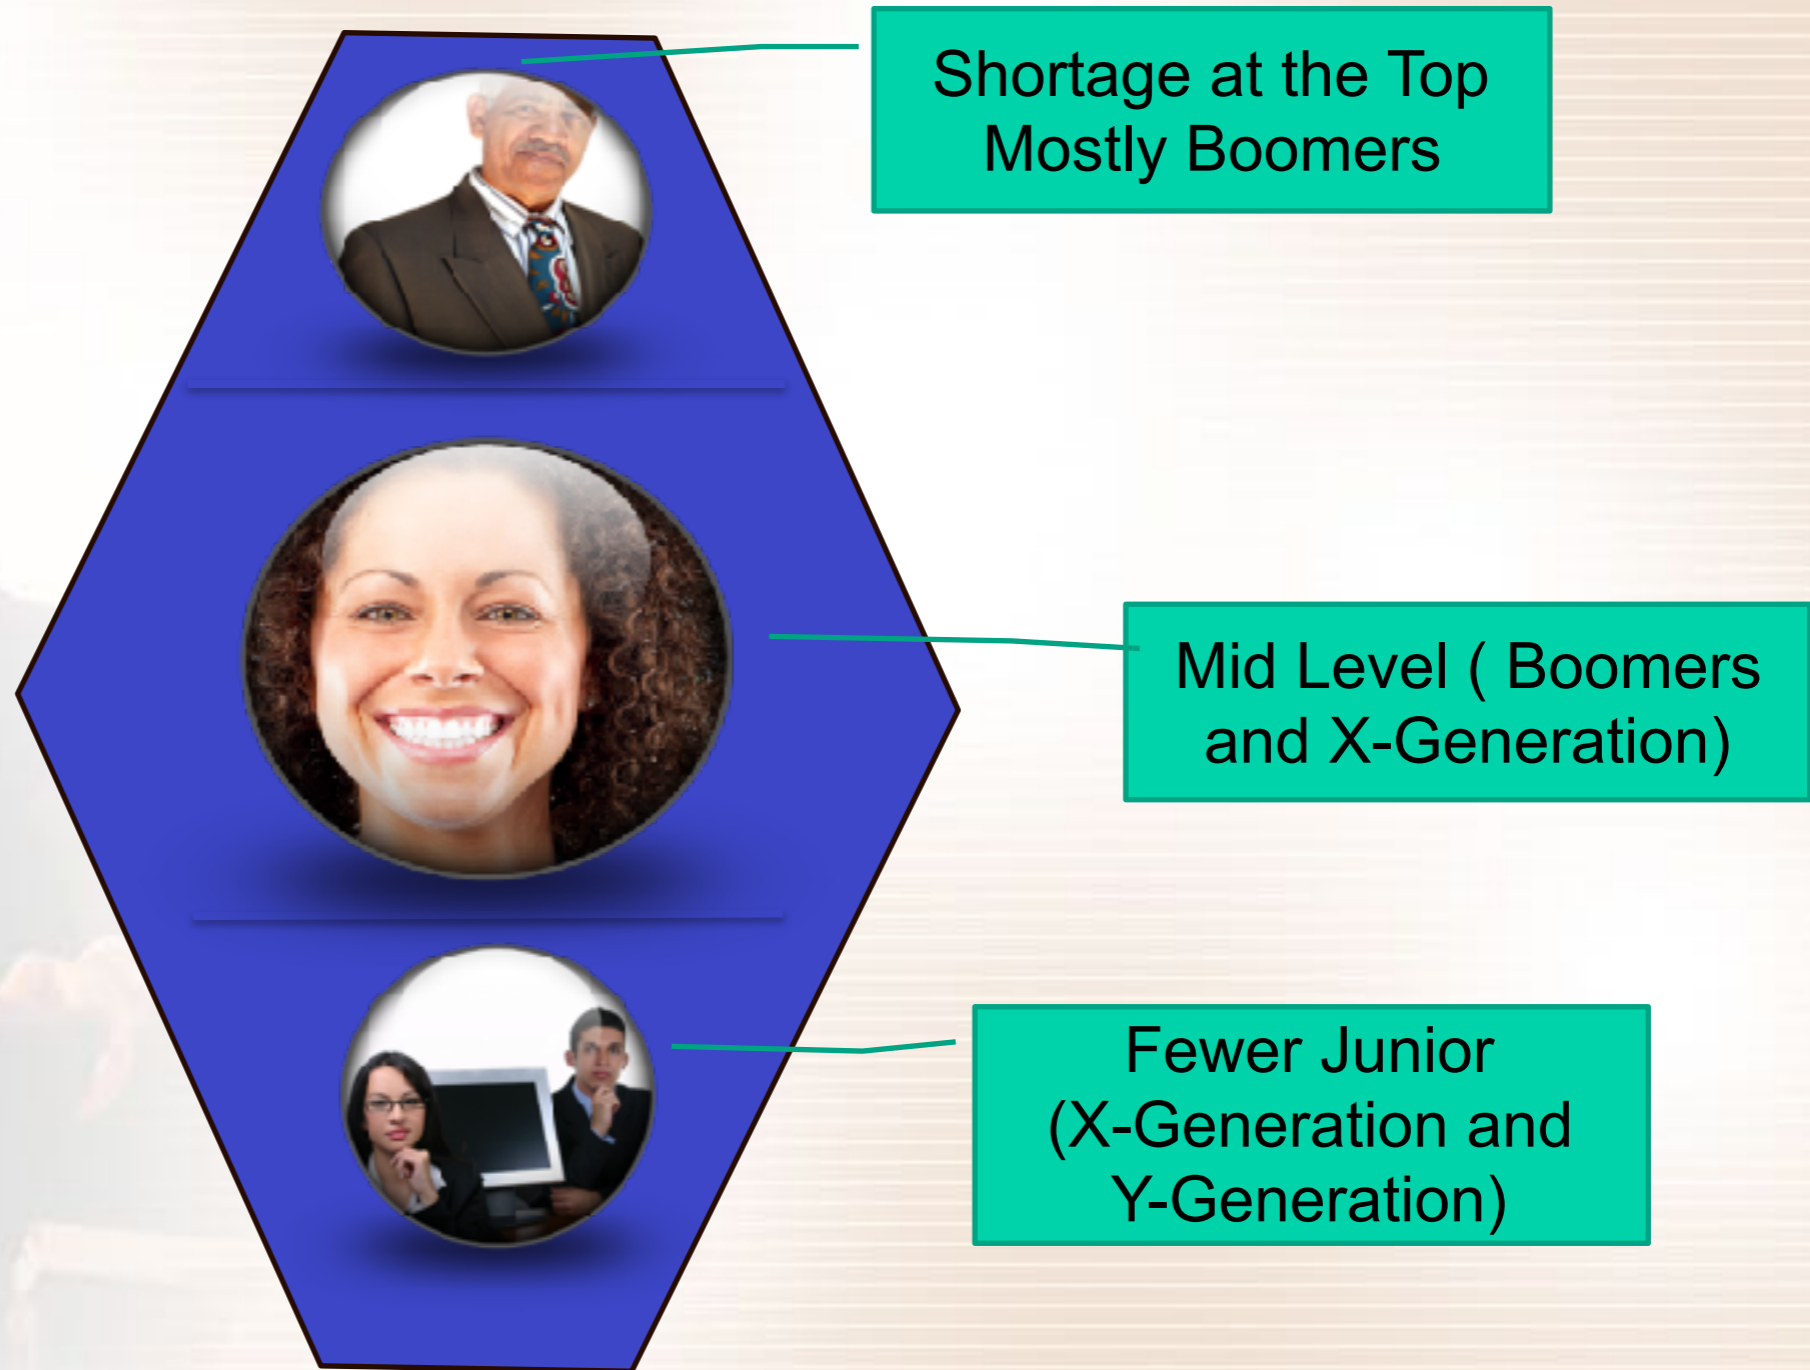 Shortage at the Top
Mostly Boomers
Mid Level ( Boomers
and X-Generation)
Fewer Junior
(X-Generation and
Y-Generation)